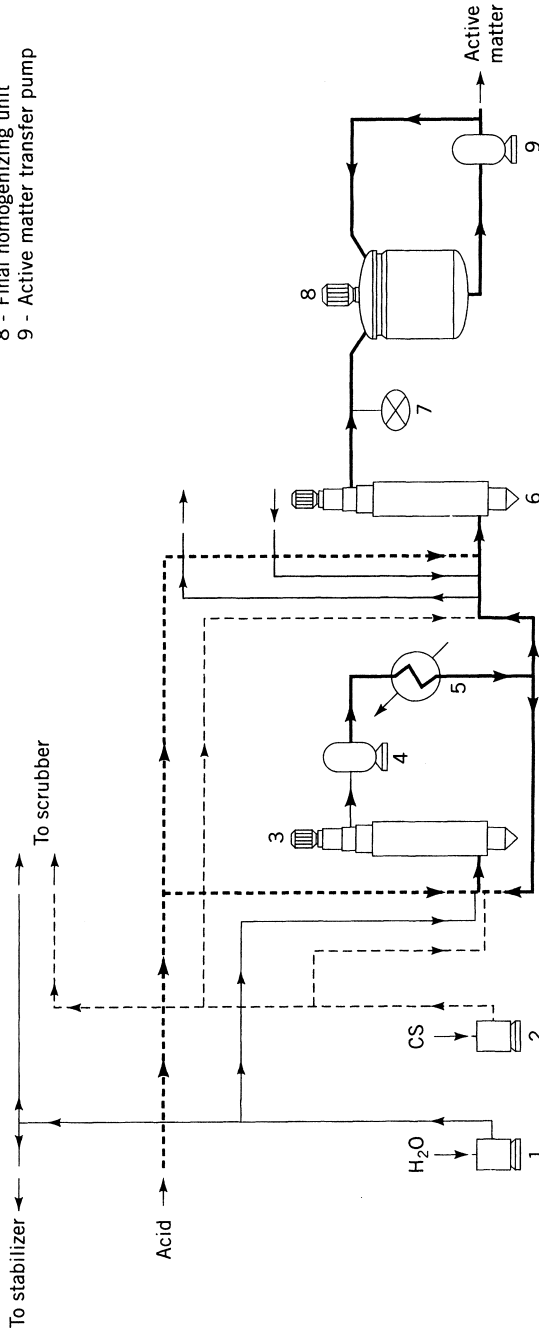 8 - Final homogenizing unit
9 - Active matter transfer pump
To stabilizer
To scrubber
Acid
H₂O
CS
1
2
3
4
5
6
7
8
9
Active
matter